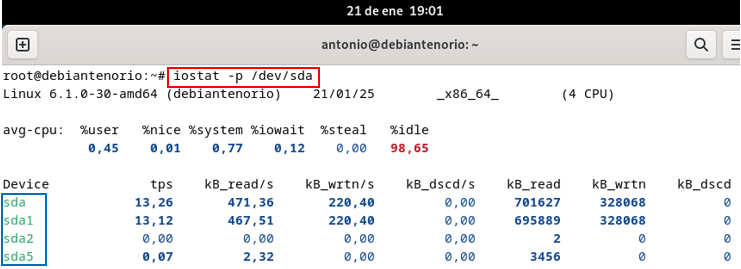 21 de ene 19:01
antonio@debiantenorio: ~
root@debiantenorio:~# iostat -p /dev/sda
Linux 6.1.0-30-amd64 (debiantenorio) 21/01/25 _x86_64_ (4 CPU)
avg-cpu: %user %nice %system %iowait %steal %idle
0,45 0,01 0,77 0,12 0,00 98,65
Device tps kB_read/s kB_wrtn/s kB_dscd/s kB_read kB_wrtn kB_dscd
sda 13,26 471,36 220,40 0,00 701627 328068 0
sda1 13,12 467,51 220,40 0,00 695889 328068 0
sda2 0,00 0,00 0,00 0,00 2 0 0
sda5 0,07 2,32 0,00 0,00 3456 0 0